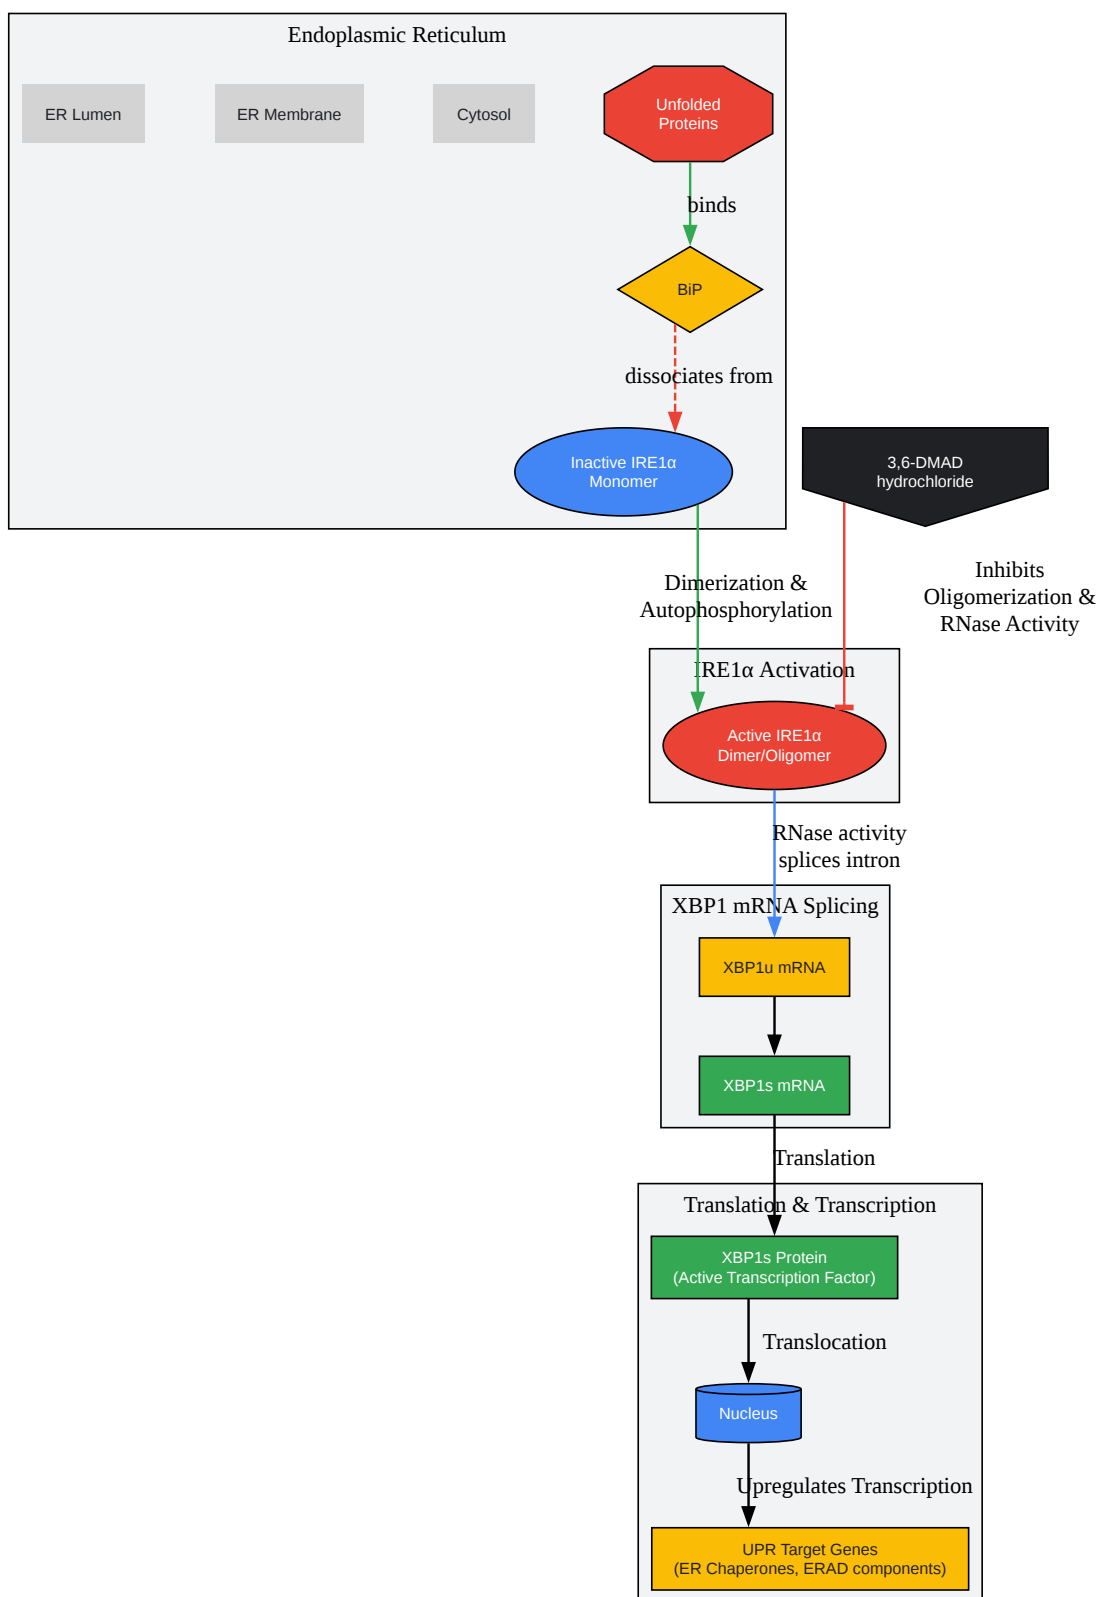 Endoplasmic Reticulum
ER Lumen
ER Membrane
Cytosol
Unfolded
Proteins
binds
BiP
dissociates from
Inactive IRE1α
Monomer
3,6-DMAD
hydrochloride
Dimerization &
Autophosphorylation
Inhibits
Oligomerization &
RNase Activity
IRE1α Activation
Active IRE1α
Dimer/Oligomer
RNase activity
splices intron
XBP1 mRNA Splicing
XBP1u mRNA
XBP1s mRNA
Translation
Translation & Transcription
XBP1s Protein
(Active Transcription Factor)
Translocation
Nucleus
Upregulates Transcription
UPR Target Genes
(ER Chaperones, ERAD components)